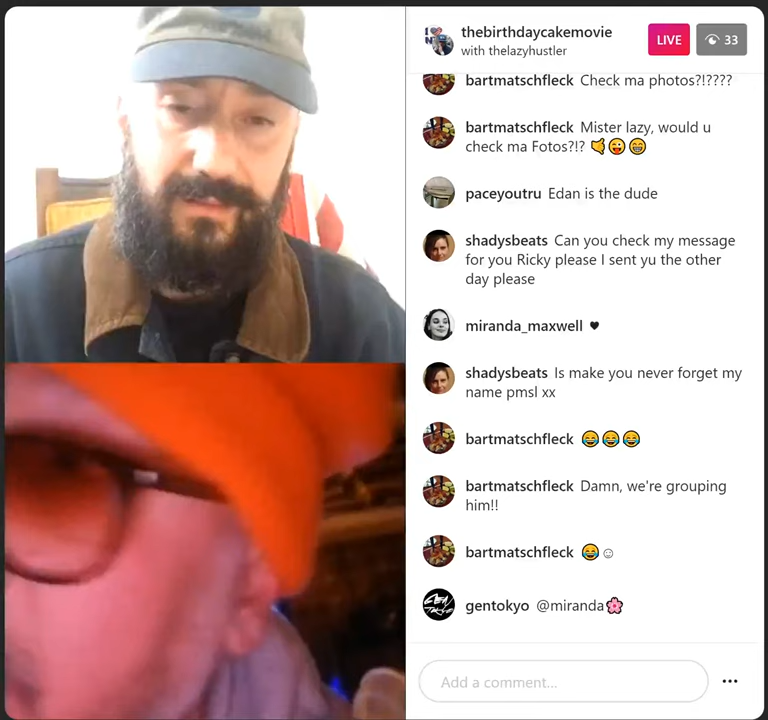 thebirthdaycakemovie
with thelazyhustler
LIVE
33
bartmatschfleck Check ma photos?!????
bartmatschfleck Mister lazy, would u
check ma Fotos?!? 🤙😜😁
paceyoutru Edan is the dude
shadysbeats Can you check my message
for you Ricky please I sent yu the other
day please
miranda_maxwell ♥
shadysbeats Is make you never forget my
name pmsl xx
bartmatschfleck 😂😂😂
bartmatschfleck Damn, we're grouping
him!!
bartmatschfleck 😂☺
gentokyo @miranda🌸
Add a comment...